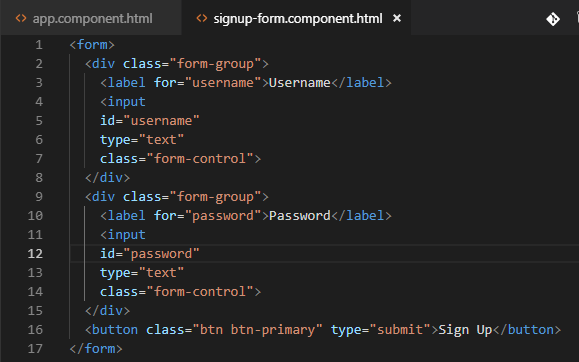 app.component.html
signup-form.component.html
1 <form>
2 <div class="form-group">
3 <label for="username">Username</label>
4 <input
5 id="username"
6 type="text"
7 class="form-control">
8 </div>
9 <div class="form-group">
10 <label for="password">Password</label>
11 <input
12 id="password"
13 type="text"
14 class="form-control">
15 </div>
16 <button class="btn btn-primary" type="submit">Sign Up</button>
17 </form>